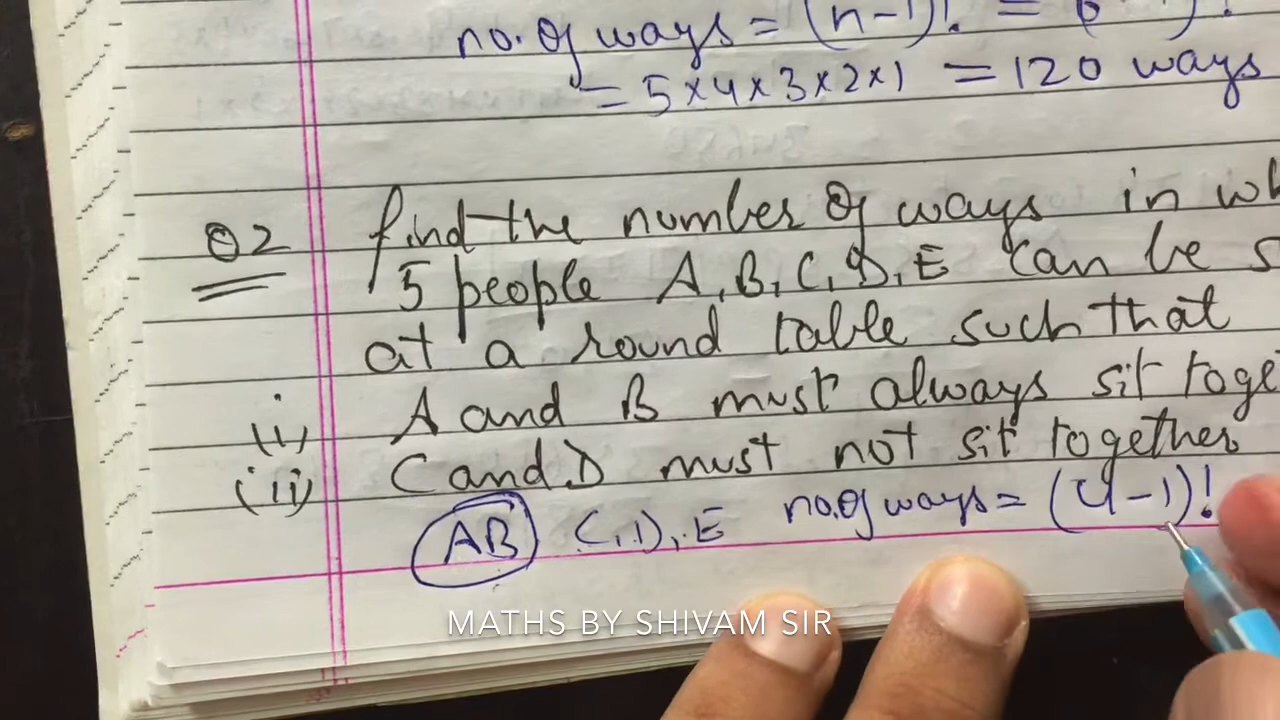 no. of ways = (n-1)! = 6
= 5×4×3×2×1 = 120 ways
Q2 find the number of ways in wh
5 people A, B, C, D, E can be s
at a round table such that
(i) A and B must always sit toge
(ii) C and D must not sit together
AB C, D, E no. of ways = (4-1)!
MATHS BY SHIVAM SIR